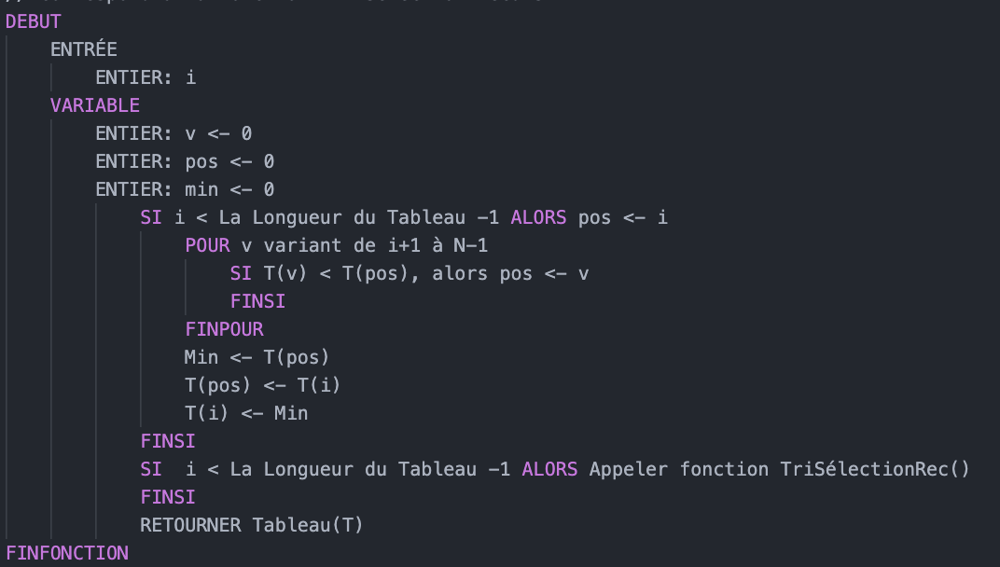 DEBUT
ENTRÉE
ENTIER: i
VARIABLE
ENTIER: v <- 0
ENTIER: pos <- 0
ENTIER: min <- 0
SI i < La Longueur du Tableau -1 ALORS pos <- i
POUR v variant de i+1 à N-1
SI T(v) < T(pos), alors pos <- v
FINSI
FINPOUR
Min <- T(pos)
T(pos) <- T(i)
T(i) <- Min
FINSI
SI  i < La Longueur du Tableau -1 ALORS Appeler fonction TriSélectionRec()
FINSI
RETOURNER Tableau(T)
FINFONCTION